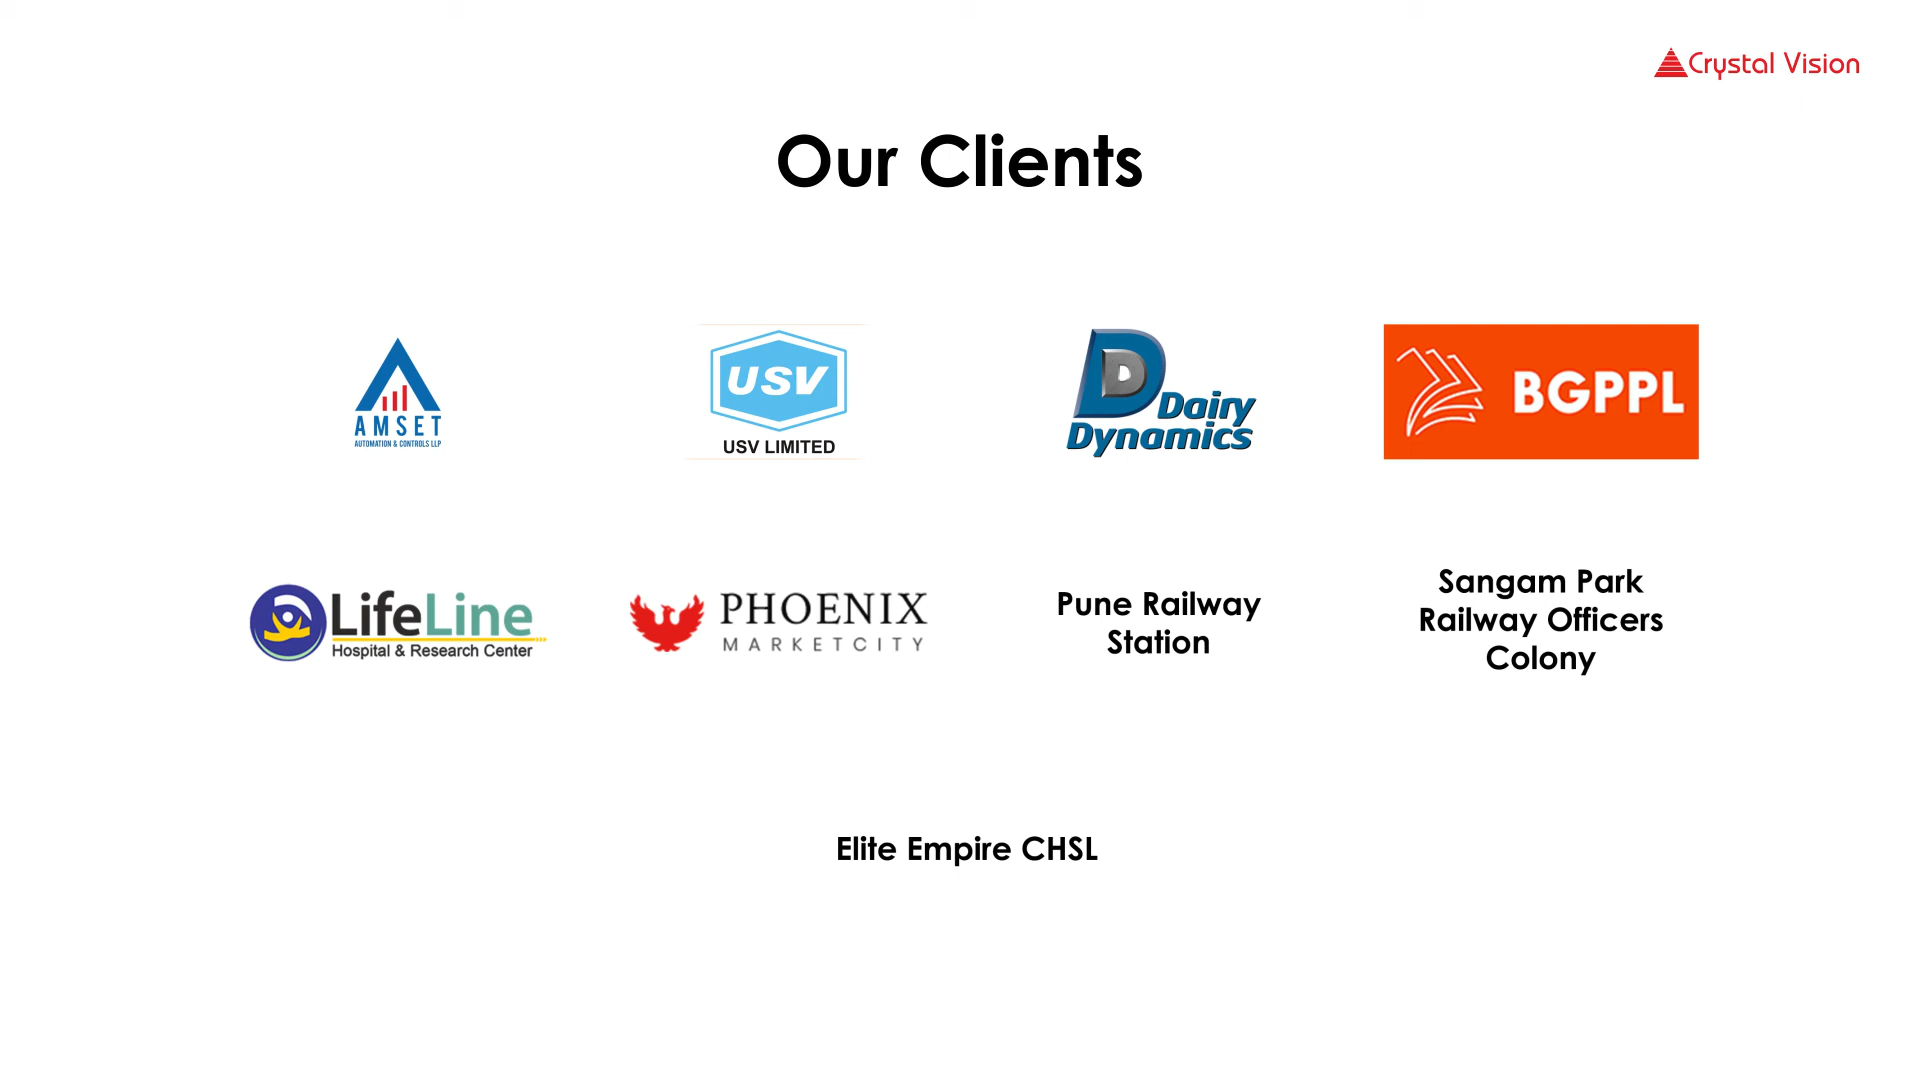 Crystal Vision
Our Clients
AMSET
AUTOMATION & CONTROLS LLP
USV
USV LIMITED
D
Dairy
Dynamics
BGPPL
LifeLine
Hospital & Research Center
PHOENIX
MARKETCITY
Pune Railway
Station
Sangam Park
Railway Officers
Colony
Elite Empire CHSL